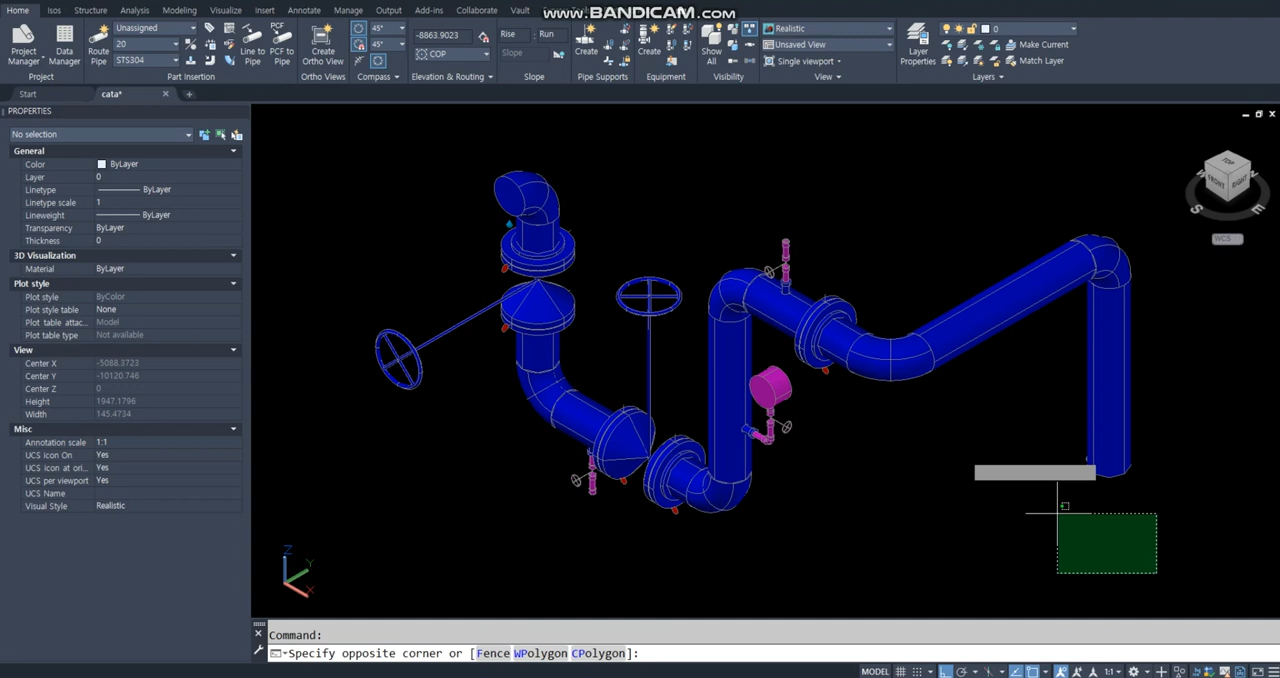 Home Isos Structure Analysis Modeling Visualize Insert Annotate Manage Output Add-ins Collaborate Vault
www.BANDICAM.com
Unassigned
20
STS304
Project Manager
Data Manager
Route Pipe
Line to Pipe
PCF to Pipe
PCF
Create Ortho View
45°
45°
-8863.9023
COP
Rise Run
Slope
Create
Create
Show All
Realistic
Unsaved View
Single viewport
Layer Properties
0
Make Current
Match Layer
Project Part Insertion Ortho Views Compass Elevation & Routing Slope Pipe Supports Equipment Visibility View Layers
Start cata*
PROPERTIES
No selection
General
Color ByLayer
Layer 0
Linetype ByLayer
Linetype scale 1
Lineweight ByLayer
Transparency ByLayer
Thickness 0
3D Visualization
Material ByLayer
Plot style
Plot style ByColor
Plot style table None
Plot table attac... Model
Plot table type Not available
View
Center X -5088.3723
Center Y -10120.746
Center Z 0
Height 1947.1796
Width 145.4734
Misc
Annotation scale 1:1
UCS icon On Yes
UCS icon at ori... Yes
UCS per viewport Yes
UCS Name
Visual Style Realistic
TOP
FRONT RIGHT
S E
WCS
Z
Y
X
Command:
Specify opposite corner or [Fence WPolygon CPolygon]:
MODEL 1:1